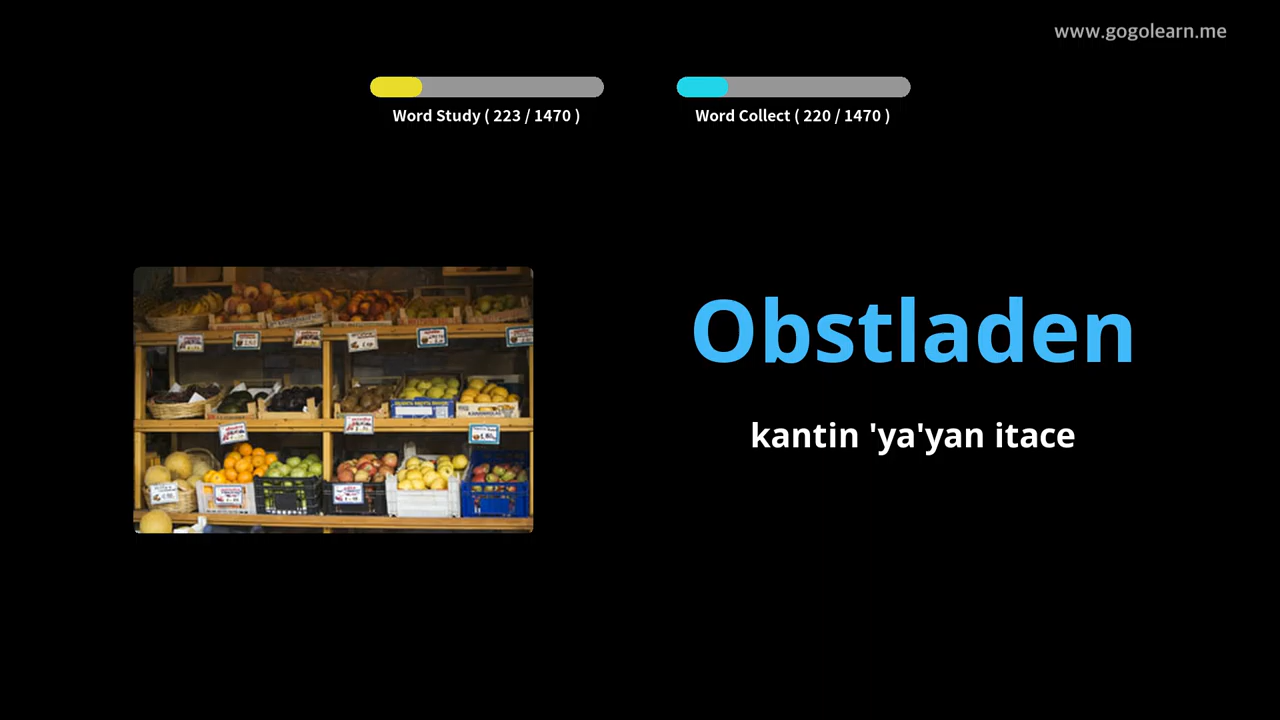 www.gogolearn.me
Word Study ( 223 / 1470 )
Word Collect ( 220 / 1470 )
Obstladen
kantin 'ya'yan itace